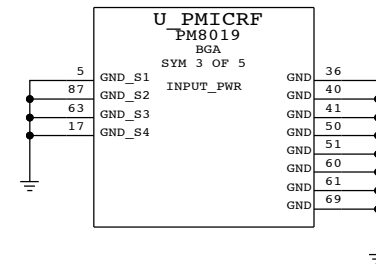 U_PMICRF
PM8019
BGA
SYM 3 OF 5
INPUT_PWR
5 GND_S1
87 GND_S2
63 GND_S3
17 GND_S4
GND 36
GND 40
GND 41
GND 50
GND 51
GND 60
GND 61
GND 69